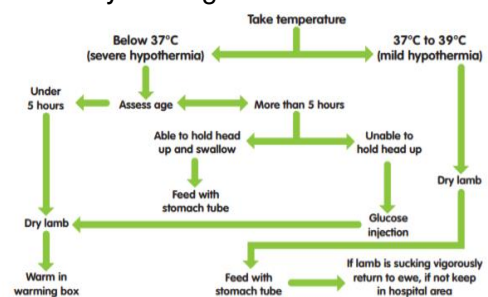 Take temperature
Below 37°C
(severe hypothermia)
37°C to 39°C
(mild hypothermia)
Under
5 hours
Assess age
More than 5 hours
Able to hold head
up and swallow
Unable to
hold head up
Feed with
stomach tube
Dry lamb
Dry lamb
Glucose
injection
Warm in
warming box
Feed with
stomach tube
If lamb is sucking vigorously
return to ewe, if not keep
in hospital area